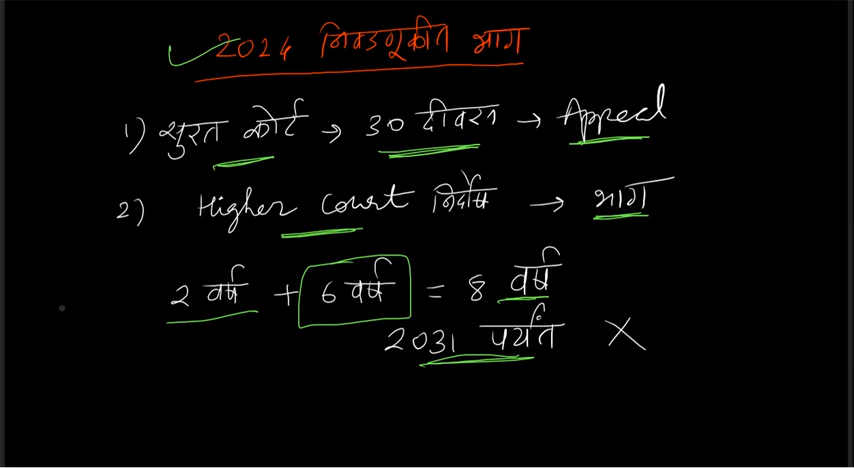 2024 निवडणूकीत भाग
1) सुरत कोर्ट → 30 दीवस → Appeal
2) Higher Court निर्दोष → भाग
2 वर्ष + 6 वर्ष = 8 वर्ष
2031 पर्यंत X